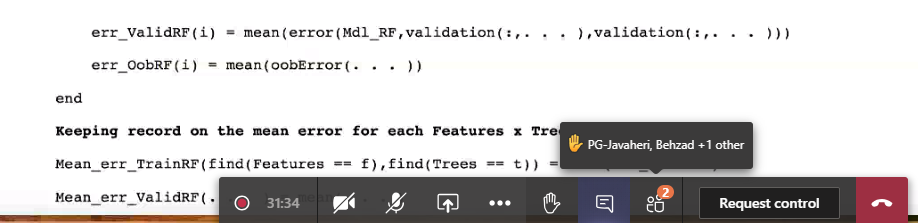 err_ValidRF(i) = mean(error(Mdl_RF,validation(:,. . . ),validation(:,. . . )))
err_OobRF(i) = mean(oobError(. . . ))
end
Keeping record on the mean error for each Features x Tre
PG-Javaheri, Behzad +1 other
Mean_err_TrainRF(find(Features == f),find(Trees == t)) =
Mean_err_ValidRF(.
31:34
2
Request control